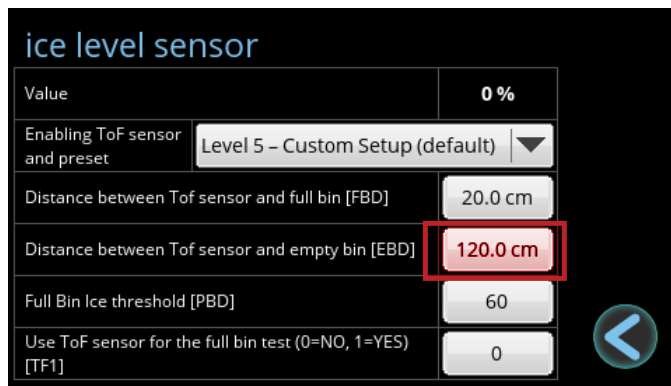 ice level sensor
Value
0 %
Enabling ToF sensor
and preset
Level 5 – Custom Setup (default)
Distance between Tof sensor and full bin [FBD]
20.0 cm
Distance between Tof sensor and empty bin [EBD]
120.0 cm
Full Bin Ice threshold [PBD]
60
Use ToF sensor for the full bin test (0=NO, 1=YES)
[TF1]
0